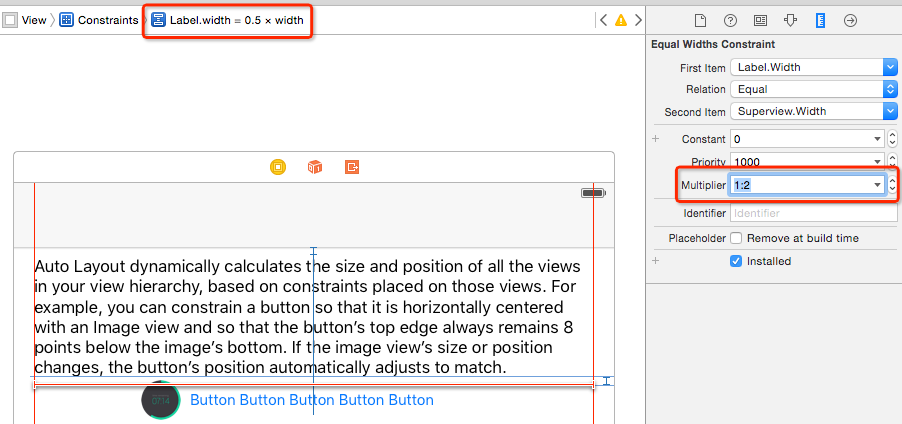 View Constraints Label.width = 0.5 × width
Equal Widths Constraint
First Item Label.Width
Relation Equal
Second Item Superview.Width
Constant 0
Priority 1000
Multiplier 1:2
Identifier Identifier
Placeholder Remove at build time
Installed
Auto Layout dynamically calculates the size and position of all the views
in your view hierarchy, based on constraints placed on those views. For
example, you can constrain a button so that it is horizontally centered
with an Image view and so that the button’s top edge always remains 8
points below the image’s bottom. If the image view’s size or position
changes, the button’s position automatically adjusts to match.
Button Button Button Button Button